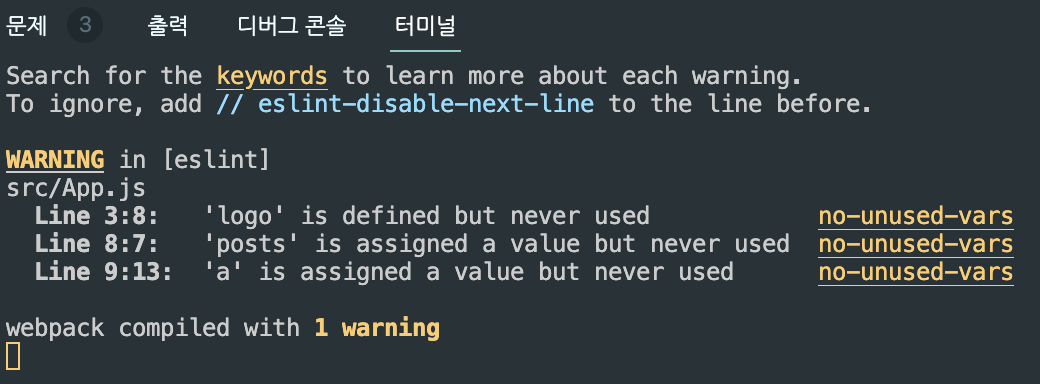 문제 3 출력 디버그 콘솔 터미널
Search for the keywords to learn more about each warning.
To ignore, add // eslint-disable-next-line to the line before.
WARNING in [eslint]
src/App.js
Line 3:8: 'logo' is defined but never used no-unused-vars
Line 8:7: 'posts' is assigned a value but never used no-unused-vars
Line 9:13: 'a' is assigned a value but never used no-unused-vars
webpack compiled with 1 warning